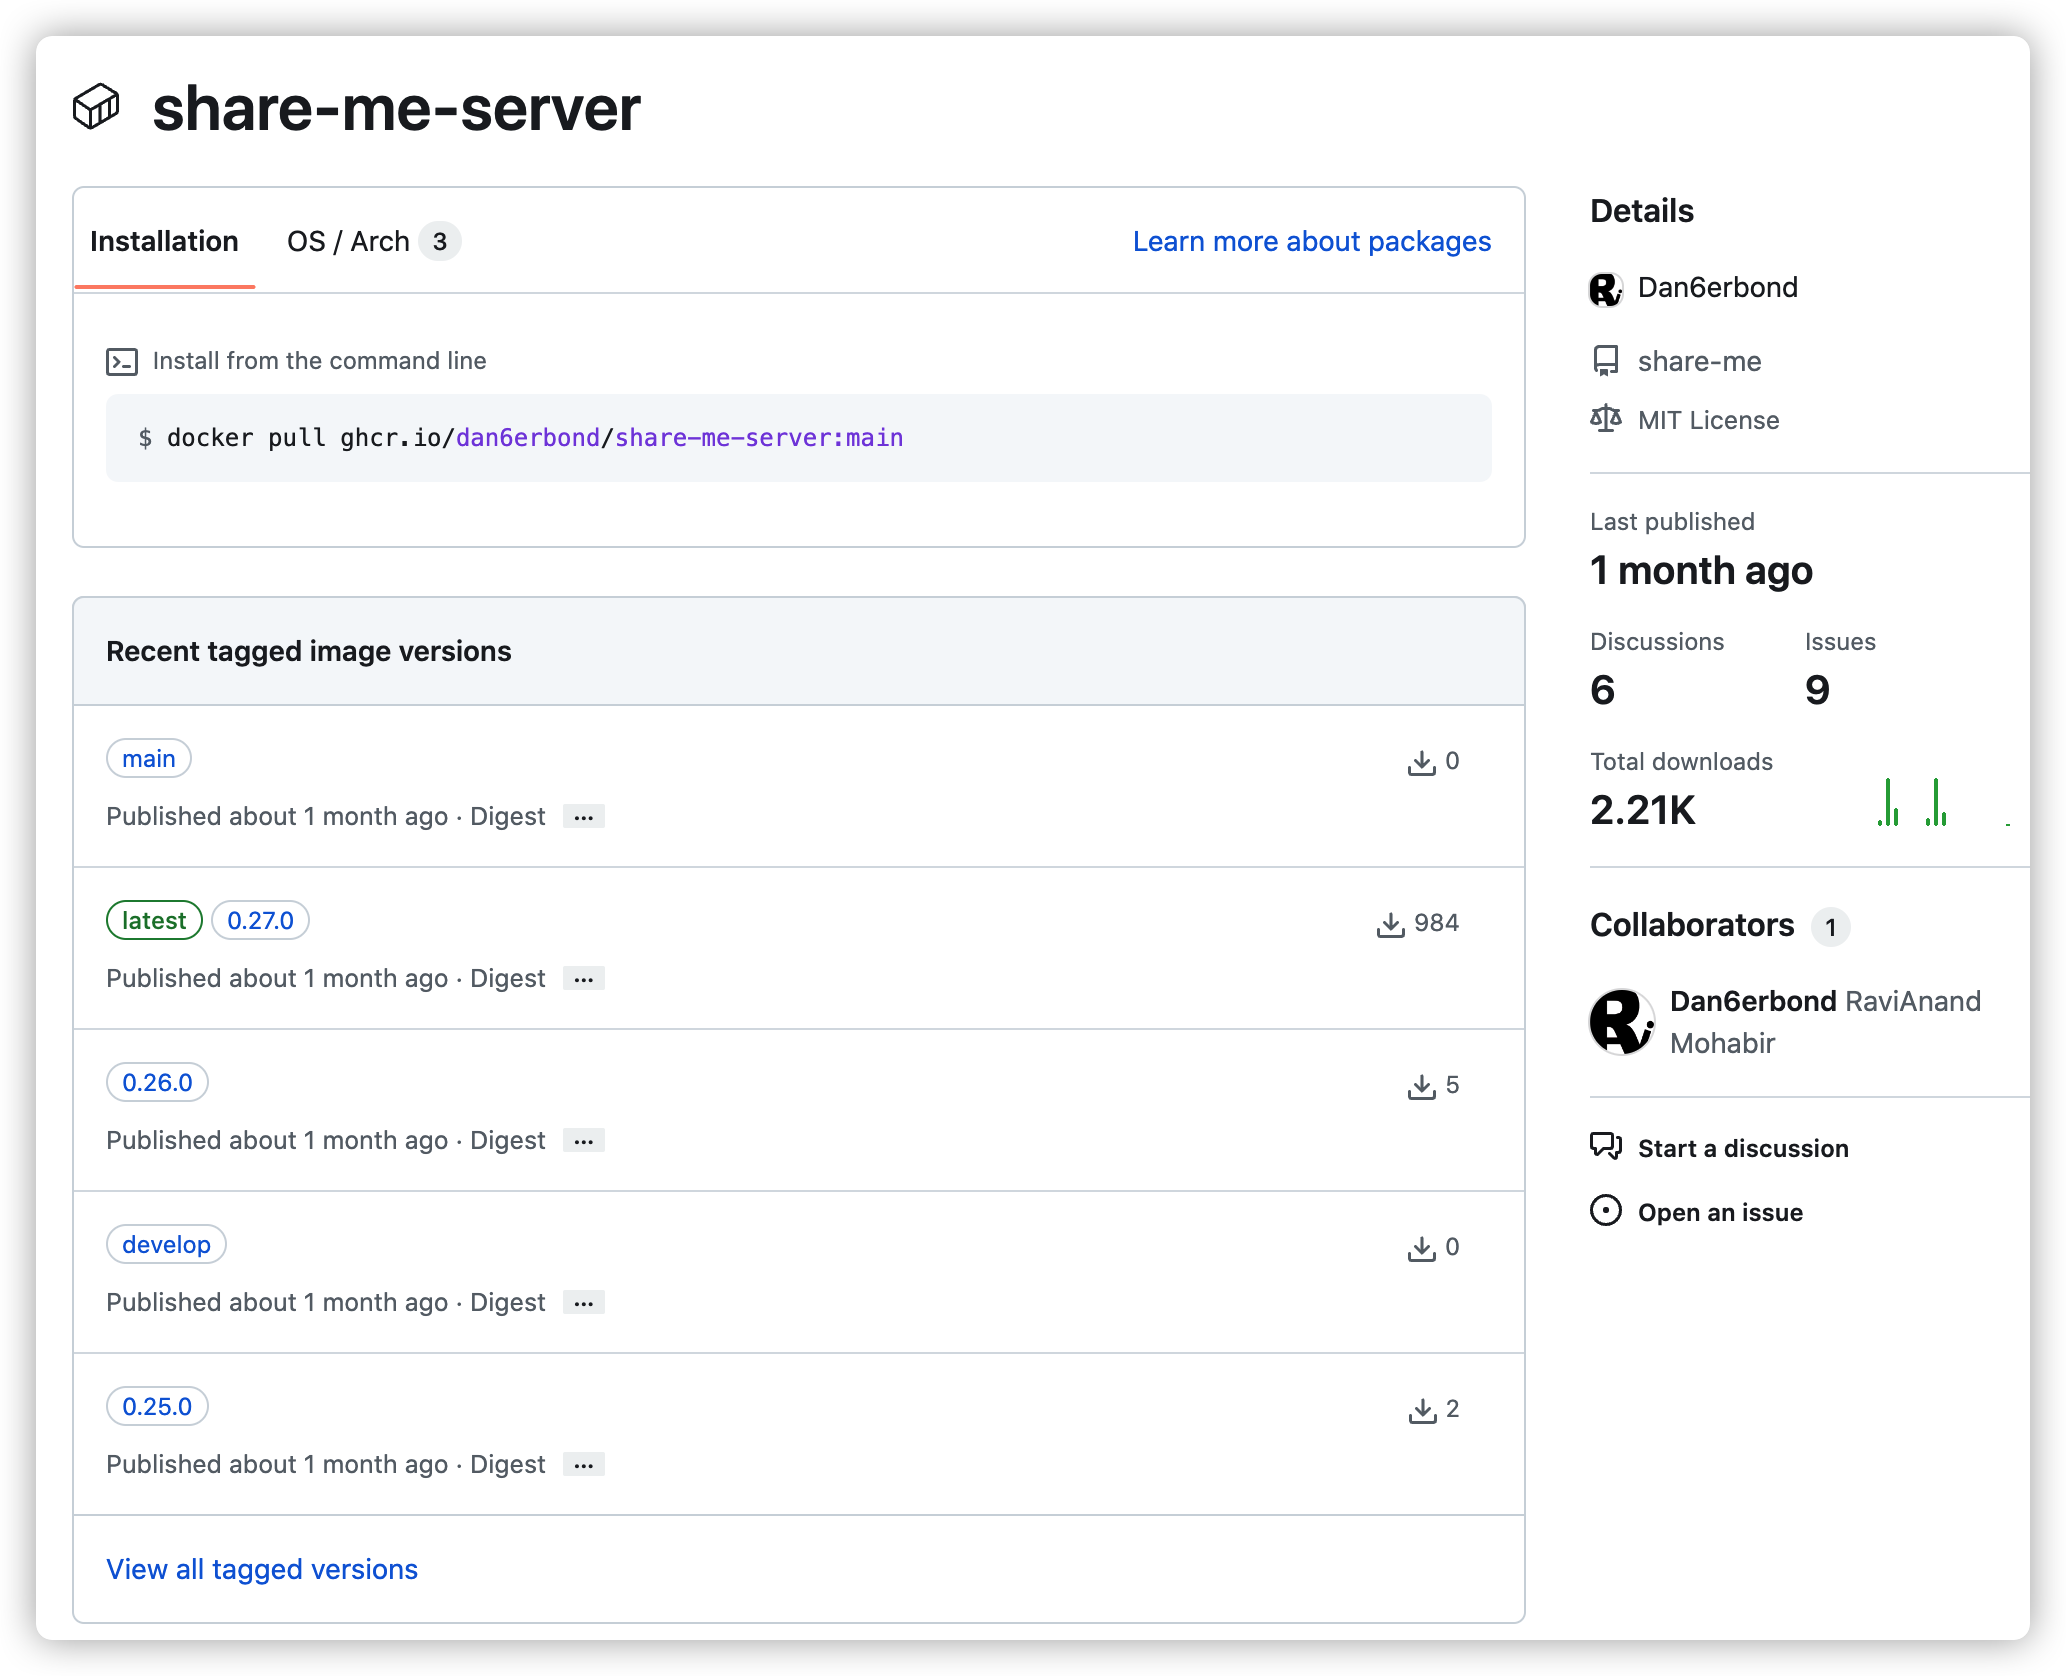 share-me-server
Installation
OS / Arch 3
Learn more about packages
Install from the command line
$ docker pull ghcr.io/dan6erbond/share-me-server:main
Recent tagged image versions
main
0
Published about 1 month ago · Digest …
latest 0.27.0
984
Published about 1 month ago · Digest …
0.26.0
5
Published about 1 month ago · Digest …
develop
0
Published about 1 month ago · Digest …
0.25.0
2
Published about 1 month ago · Digest …
View all tagged versions
Details
Dan6erbond
share-me
MIT License
Last published
1 month ago
Discussions
6
Issues
9
Total downloads
2.21K
Collaborators 1
Dan6erbond RaviAnand
Mohabir
Start a discussion
Open an issue